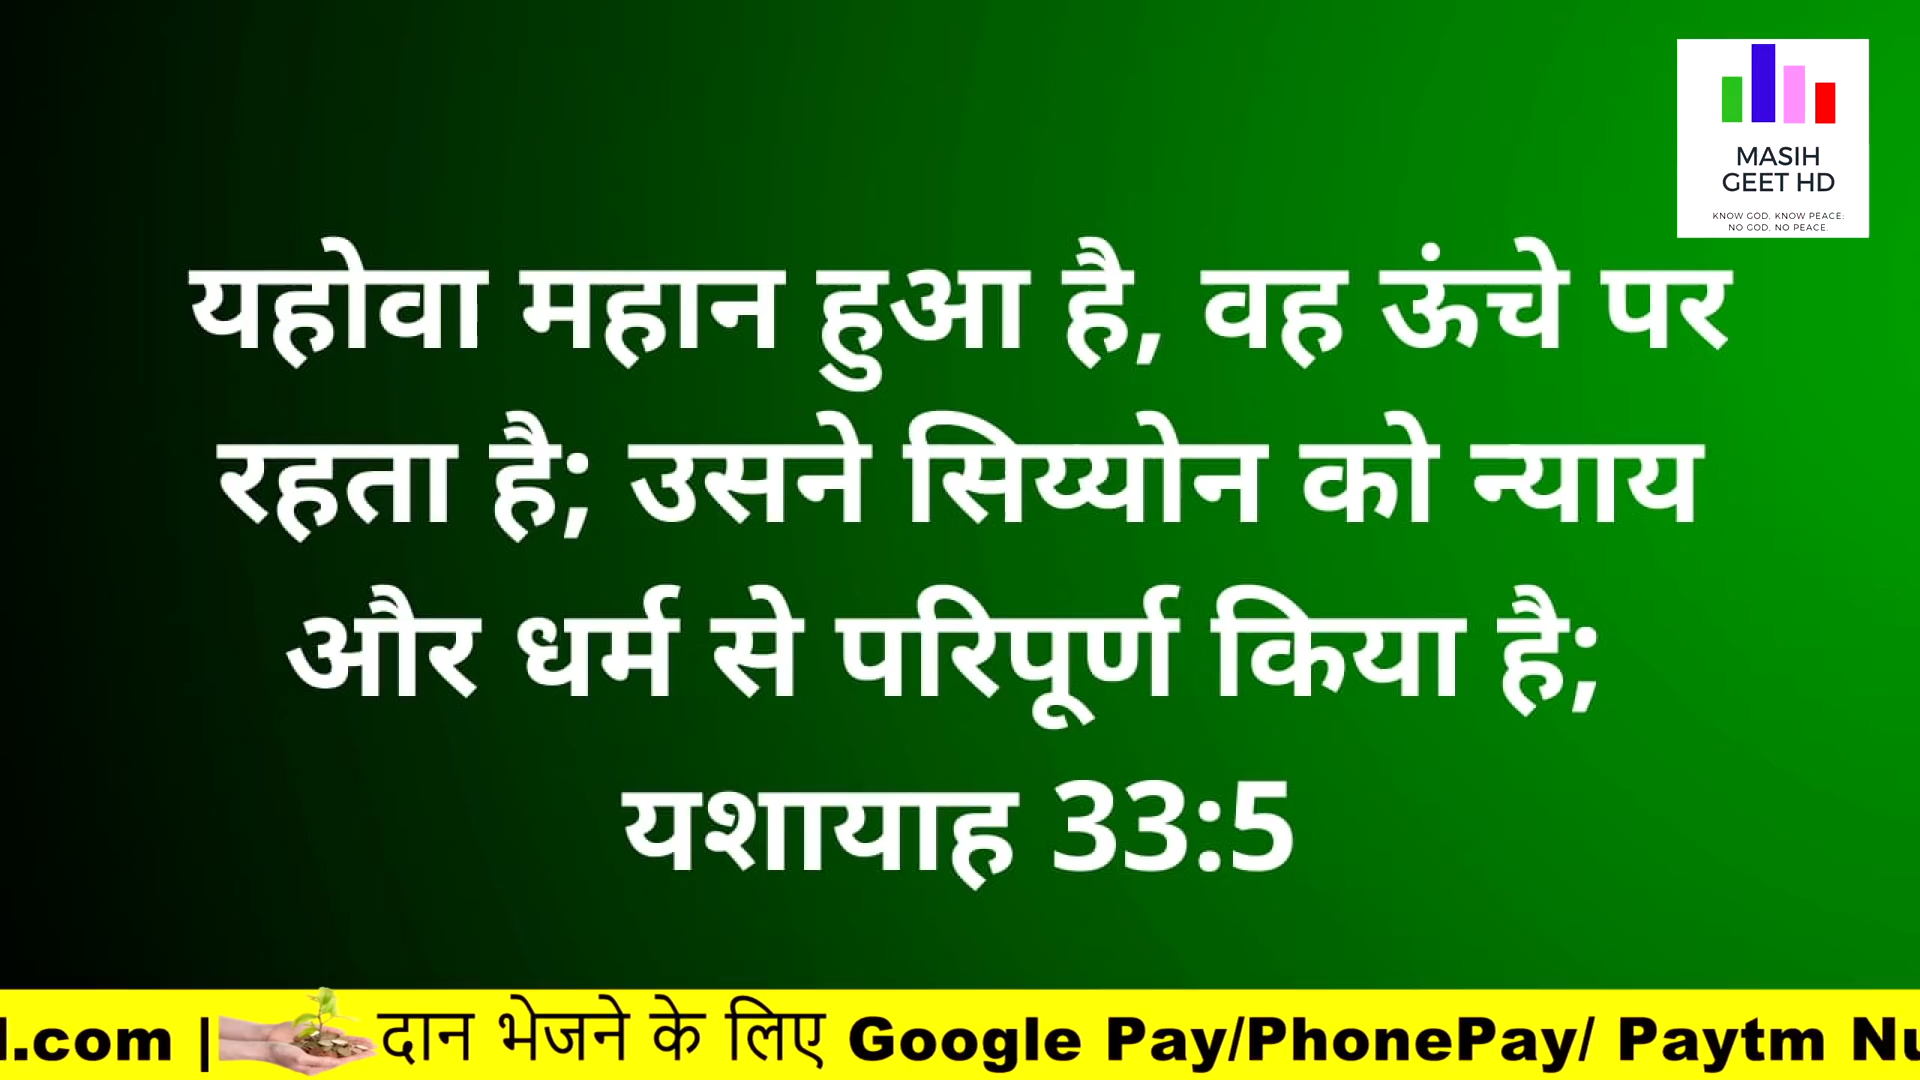 MASIH
GEET HD
KNOW GOD. KNOW PEACE.
NO GOD. NO PEACE.
यहोवा महान हुआ है, वह ऊंचे पर
रहता है; उसने सिय्योन को न्याय
और धर्म से परिपूर्ण किया है;
यशायाह 33:5
.com | दान भेजने के लिए Google Pay/PhonePay/ Paytm